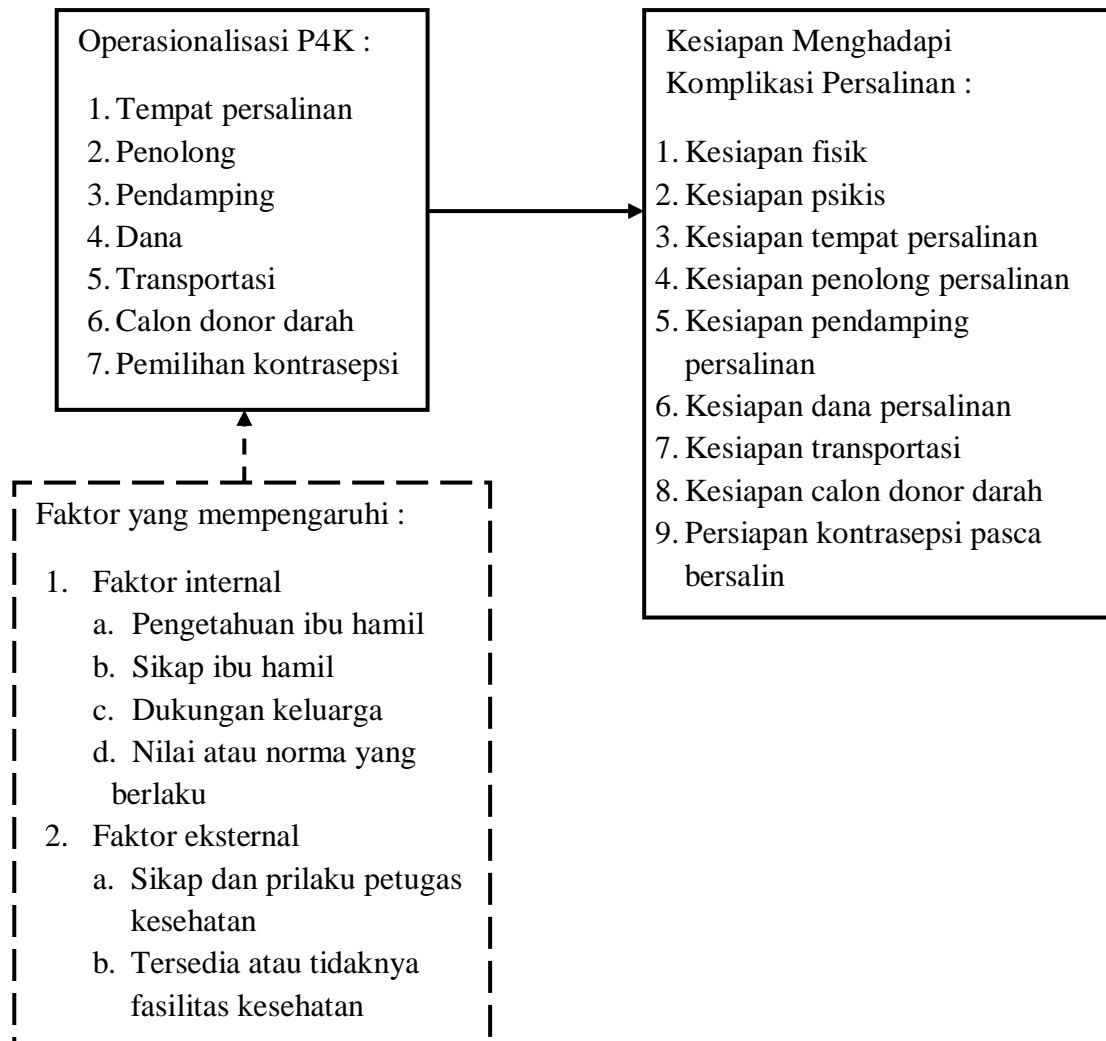 Operasionalisasi P4K :
1. Tempat persalinan
2. Penolong
3. Pendamping
4. Dana
5. Transportasi
6. Calon donor darah
7. Pemilihan kontrasepsi
Kesiapan Menghadapi
Komplikasi Persalinan :
1. Kesiapan fisik
2. Kesiapan psikis
3. Kesiapan tempat persalinan
4. Kesiapan penolong persalinan
5. Kesiapan pendamping
persalinan
6. Kesiapan dana persalinan
7. Kesiapan transportasi
8. Kesiapan calon donor darah
9. Persiapan kontrasepsi pasca
bersalin
Faktor yang mempengaruhi :
1. Faktor internal
a. Pengetahuan ibu hamil
b. Sikap ibu hamil
c. Dukungan keluarga
d. Nilai atau norma yang
berlaku
2. Faktor eksternal
a. Sikap dan prilaku petugas
kesehatan
b. Tersedia atau tidaknya
fasilitas kesehatan